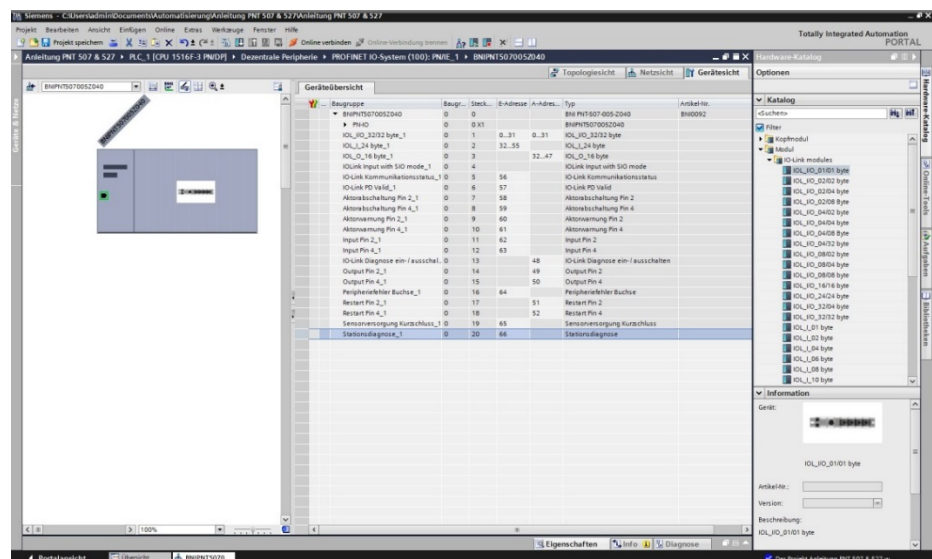 Siemens - C:\Users\admin\Documents\Automatisierung\Anleitung PNT 507 & 527\Anleitung PNT 507 & 527
Projekt Bearbeiten Ansicht Einfügen Online Extras Werkzeuge Fenster Hilfe
Totally Integrated Automation
PORTAL
Projekt speichern Online verbinden Online-Verbindung trennen
Anleitung PNT 507 & 527 PLC_1 [CPU 1516F-3 PN/DP] Dezentrale Peripherie PROFINET IO-System (100): PN/IE_1 BNIPNT507005Z040
Hardware-Katalog
Topologiesicht Netzsicht Gerätesicht
Optionen
BNIPNT507005Z040
Geräteübersicht
Baugruppe Baugr... Steck... E-Adresse A-Adres... Typ Artikel-Nr.
BNIPNT507005Z040 0 0 BNI PNT-507-005-Z040 BNI0092
PN-IO 0 0 X1 BNIPNT507005Z040
IOL_I/O_32/32 byte_1 0 1 0...31 0...31 IOL_I/O_32/32 byte
IOL_I_24 byte_1 0 2 32...55 IOL_I_24 byte
IOL_O_16 byte_1 0 3 32...47 IOL_O_16 byte
IOLink Input with SIO mode_1 0 4 IOLink Input with SIO mode
IO-Link Kommunikationsstatus_1 0 5 56 IO-Link Kommunikationsstatus
IO-Link PD Valid_1 0 6 57 IO-Link PD Valid
Aktorabschaltung Pin 2_1 0 7 58 Aktorabschaltung Pin 2
Aktorabschaltung Pin 4_1 0 8 59 Aktorabschaltung Pin 4
Aktorwarnung Pin 2_1 0 9 60 Aktorwarnung Pin 2
Aktorwarnung Pin 4_1 0 10 61 Aktorwarnung Pin 4
Input Pin 2_1 0 11 62 Input Pin 2
Input Pin 4_1 0 12 63 Input Pin 4
IO-Link Diagnose ein- / ausschal.. 0 13 48 IO-Link Diagnose ein- / ausschalten
Output Pin 2_1 0 14 49 Output Pin 2
Output Pin 4_1 0 15 50 Output Pin 4
Peripheriefehler Buchse_1 0 16 64 Peripheriefehler Buchse
Restart Pin 2_1 0 17 51 Restart Pin 2
Restart Pin 4_1 0 18 52 Restart Pin 4
Sensorversorgung Kurzschluss_1 0 19 65 Sensorversorgung Kurzschluss
Stationsdiagnose_1 0 20 66 Stationsdiagnose
Katalog
<Suchen>
Filter
Kopfmodul
Modul
IO-Link modules
IOL_I/O_01/01 byte
IOL_I/O_02/02 byte
IOL_I/O_02/04 byte
IOL_I/O_02/08 Byte
IOL_I/O_04/02 byte
IOL_I/O_04/04 byte
IOL_I/O_04/08 Byte
IOL_I/O_04/32 byte
IOL_I/O_08/02 byte
IOL_I/O_08/04 byte
IOL_I/O_08/08 byte
IOL_I/O_16/16 byte
IOL_I/O_24/24 byte
IOL_I/O_32/04 byte
IOL_I/O_32/32 byte
IOL_I_01 byte
IOL_I_02 byte
IOL_I_04 byte
IOL_I_06 byte
IOL_I_08 byte
IOL_I_10 byte
Information
Gerät:
IOL_I/O_01/01 byte
Artikel-Nr.:
Version:
Beschreibung:
IOL_I/O_01/01 byte
Geräte & Netze
Hardware-Katalog
Online-Tools
Aufgaben
Bibliotheken
100%
Eigenschaften Info Diagnose
Portalansicht Übersicht BNIPNT5070...
Das Projekt Anleitung PNT 507 & 527 w...